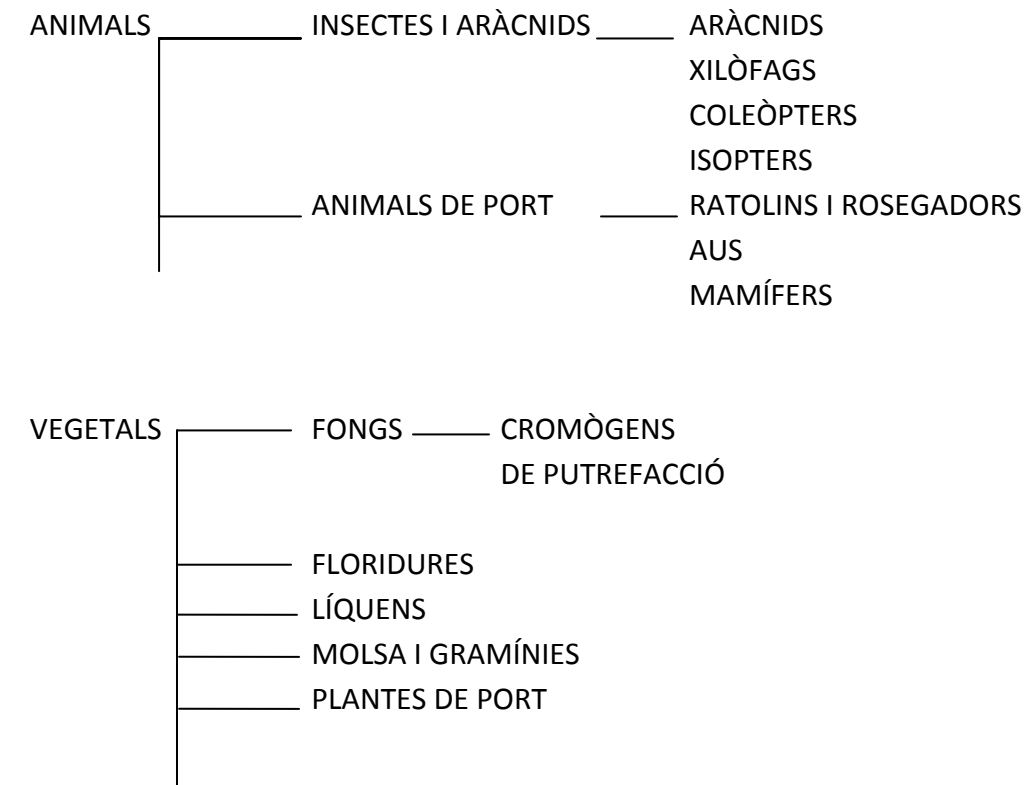 ANIMALS INSECTES I ARÀCNIDS ARÀCNIDS
XILÒFAGS
COLEÒPTERS
ISOPTERS
ANIMALS DE PORT RATOLINS I ROSEGADORS
AUS
MAMÍFERS
VEGETALS FONGS CROMÒGENS
DE PUTREFACCIÓ
FLORIDURES
LÍQUENS
MOLSA I GRAMÍNIES
PLANTES DE PORT